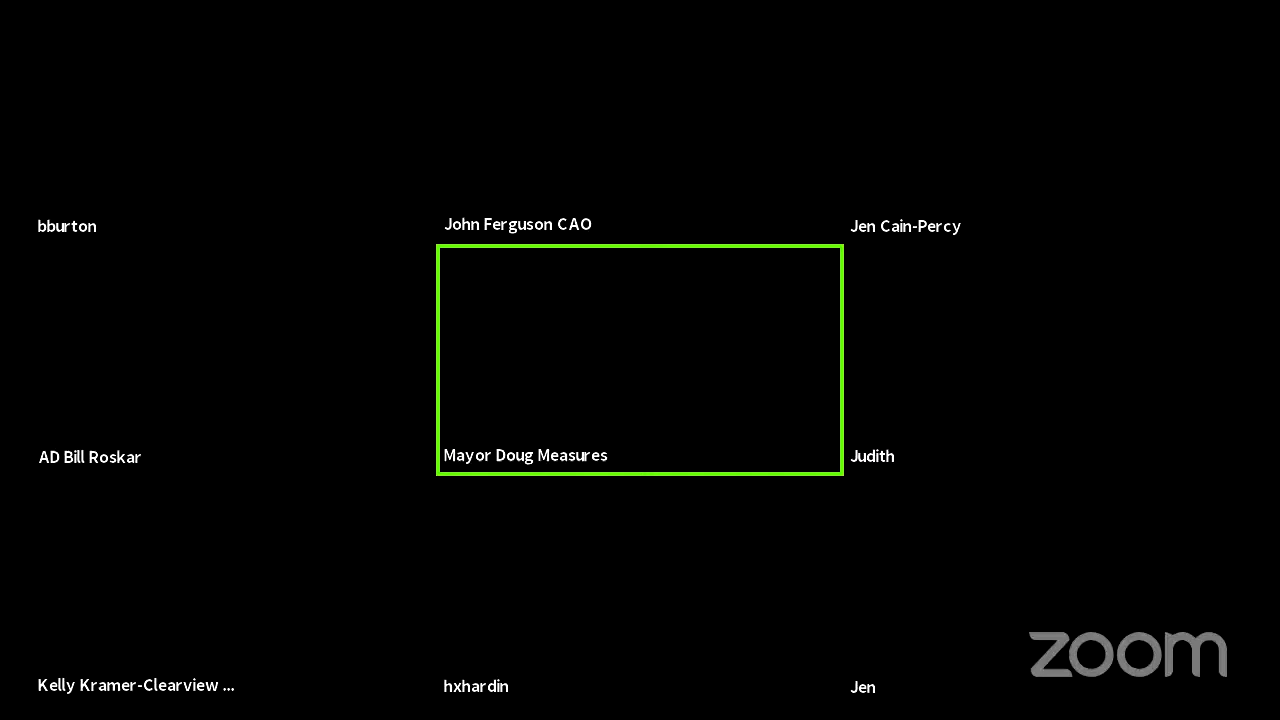 bburton
John Ferguson CAO
Jen Cain-Percy
AD Bill Roskar
Mayor Doug Measures
Judith
Kelly Kramer-Clearview ...
hxhardin
Jen
zoom